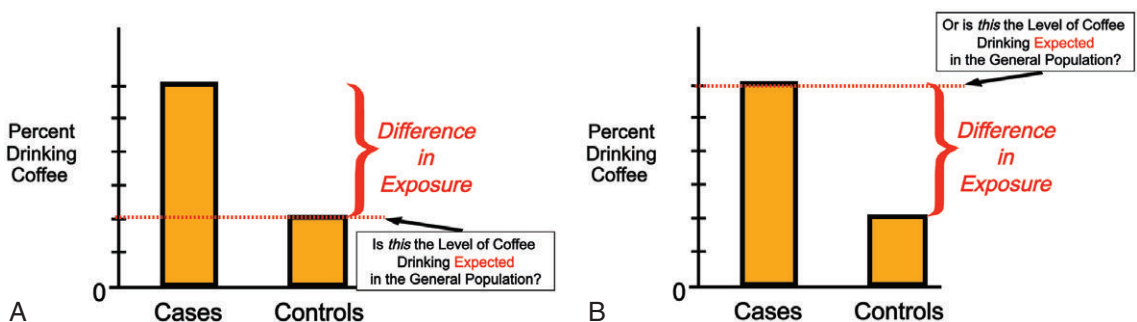 Percent
Drinking
Coffee
Difference
in
Exposure
Is this the Level of Coffee
Drinking Expected
in the General Population?
0
Cases
Controls
A
Or is this the Level of Coffee
Drinking Expected
in the General Population?
Percent
Drinking
Coffee
Difference
in
Exposure
0
Cases
Controls
B